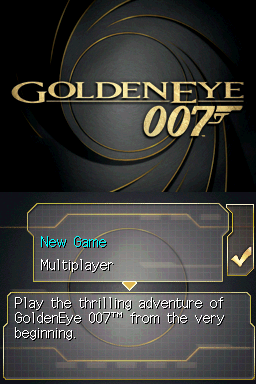 GOLDENEYE
007
New Game
Multiplayer
Play the thrilling adventure of
GoldenEye 007™ from the very
beginning.